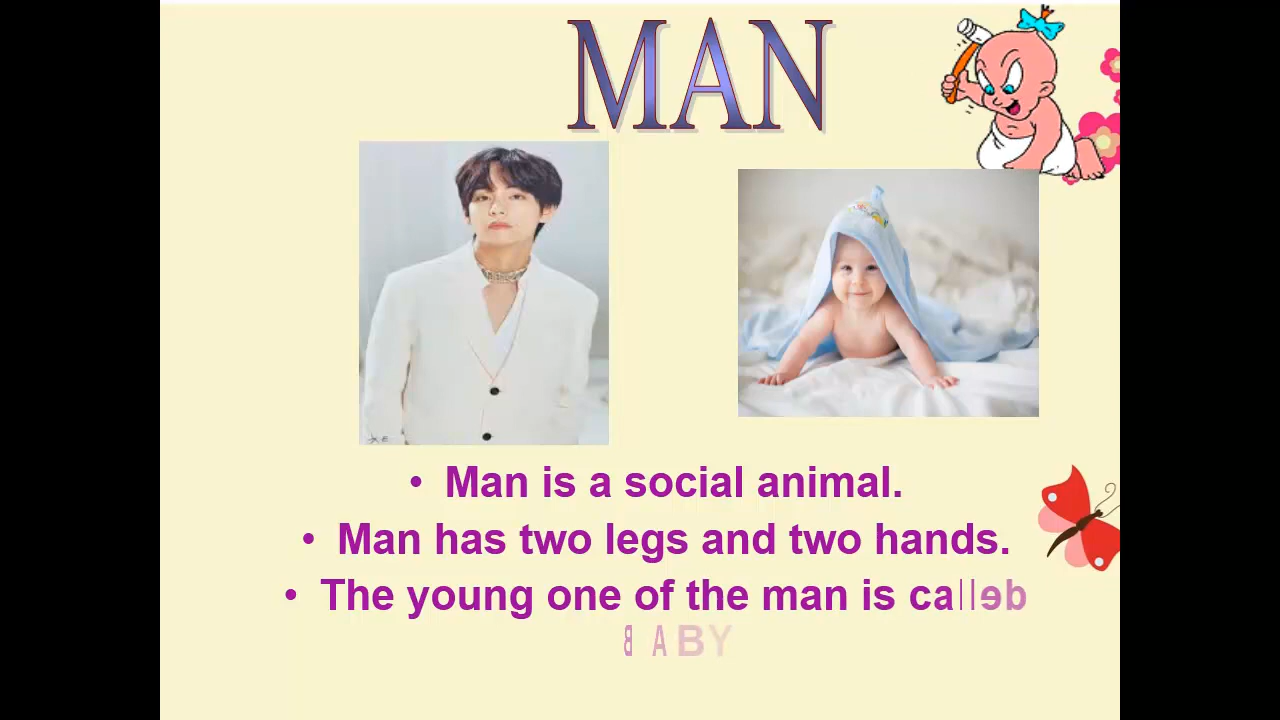 MAN
• Man is a social animal.
• Man has two legs and two hands.
• The young one of the man is called
BABY